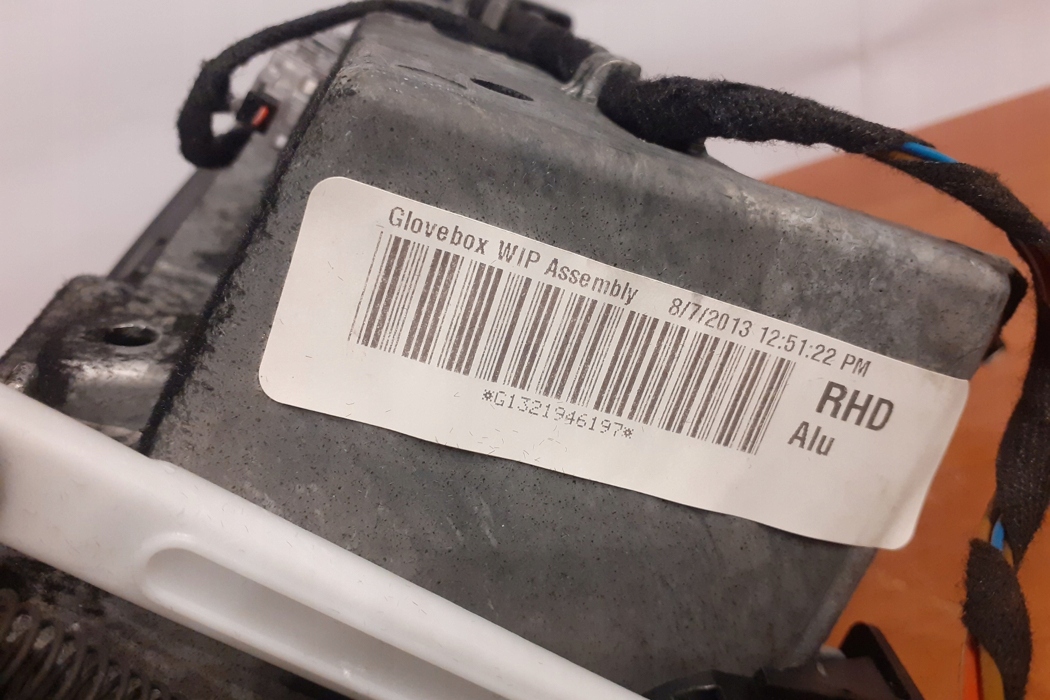 Glovebox WIP Assembly 8/7/2013 12:51:22 PM
*G1321946197*
RHD
Alu